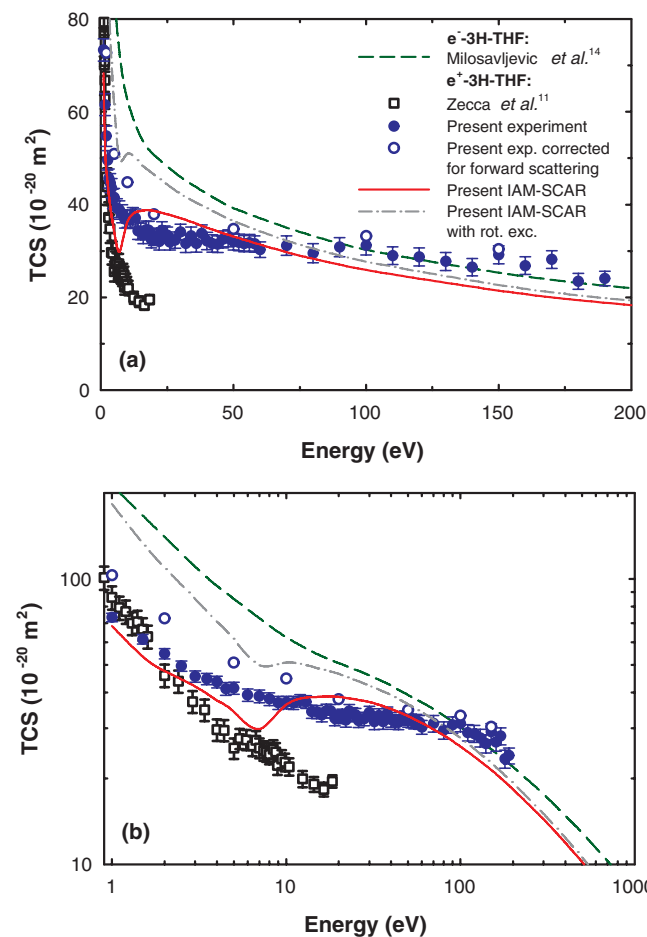 80
60
40
20
0
TCS (10⁻²⁰ m²)
e⁻-3H-THF:
Milosavljevic et al.¹⁴
e⁺-3H-THF:
Zecca et al.¹¹
Present experiment
Present exp. corrected
for forward scattering
Present IAM-SCAR
Present IAM-SCAR
with rot. exc.
(a)
0 50 100 150 200
Energy (eV)
100
10
TCS (10⁻²⁰ m²)
(b)
1 10 100 1000
Energy (eV)